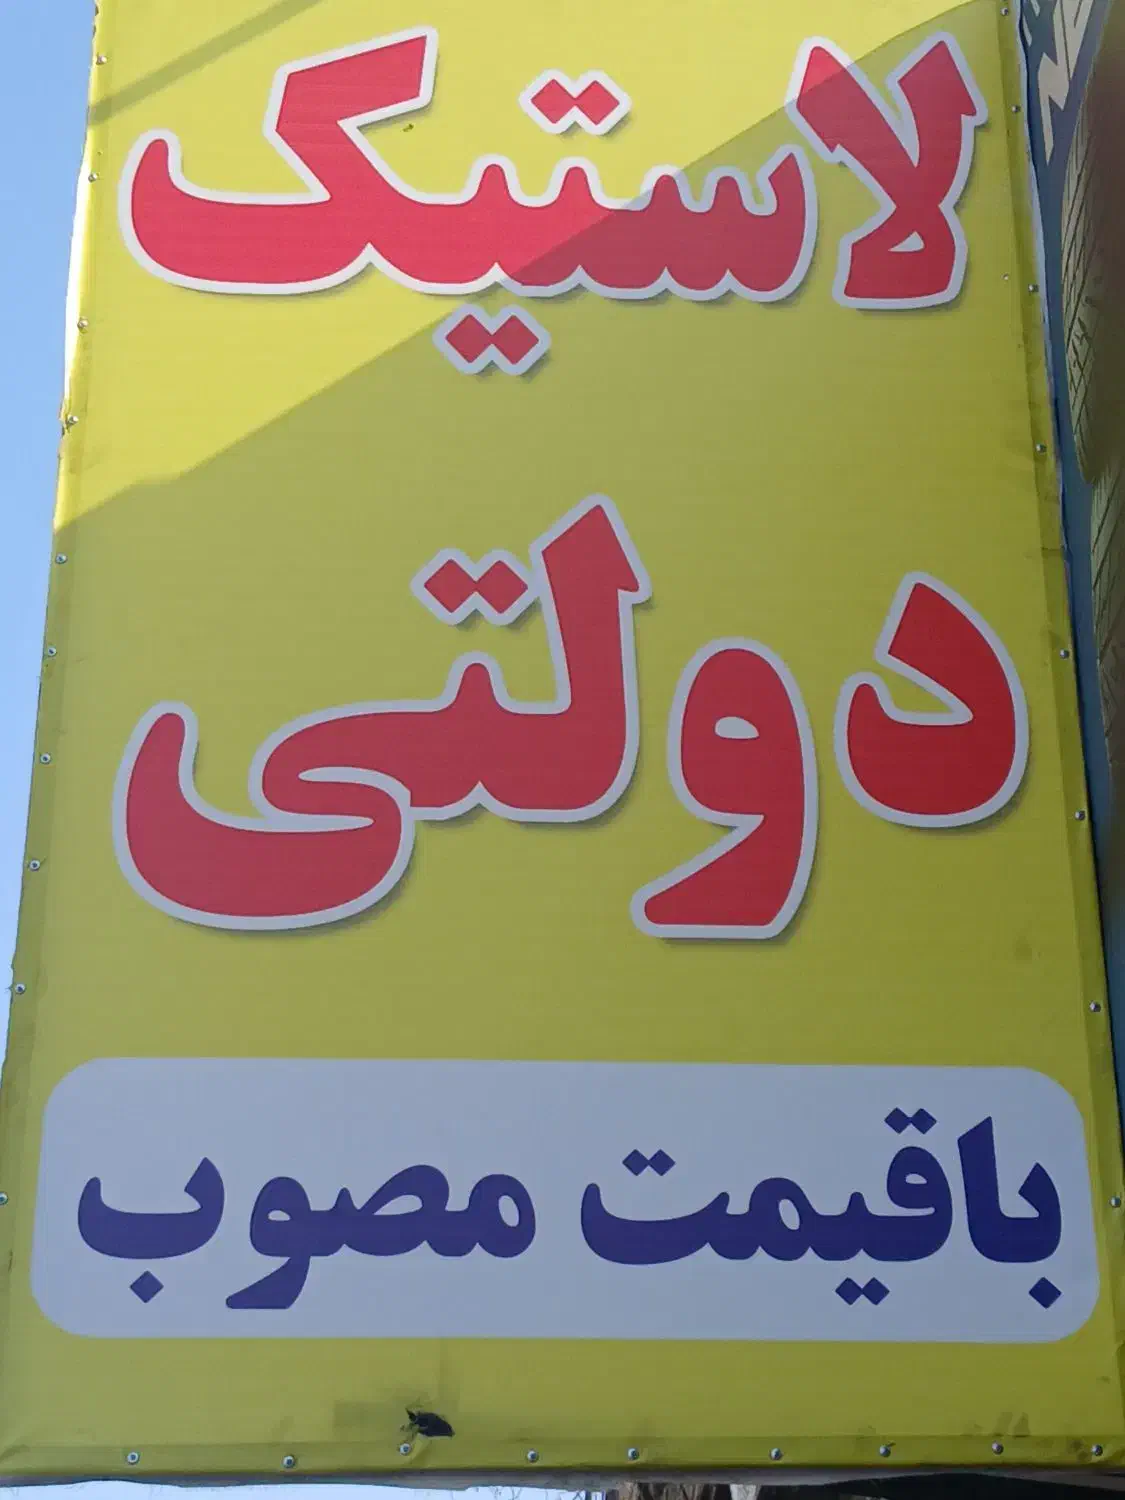 لاستیک
دولتی
باقیمت مصوب